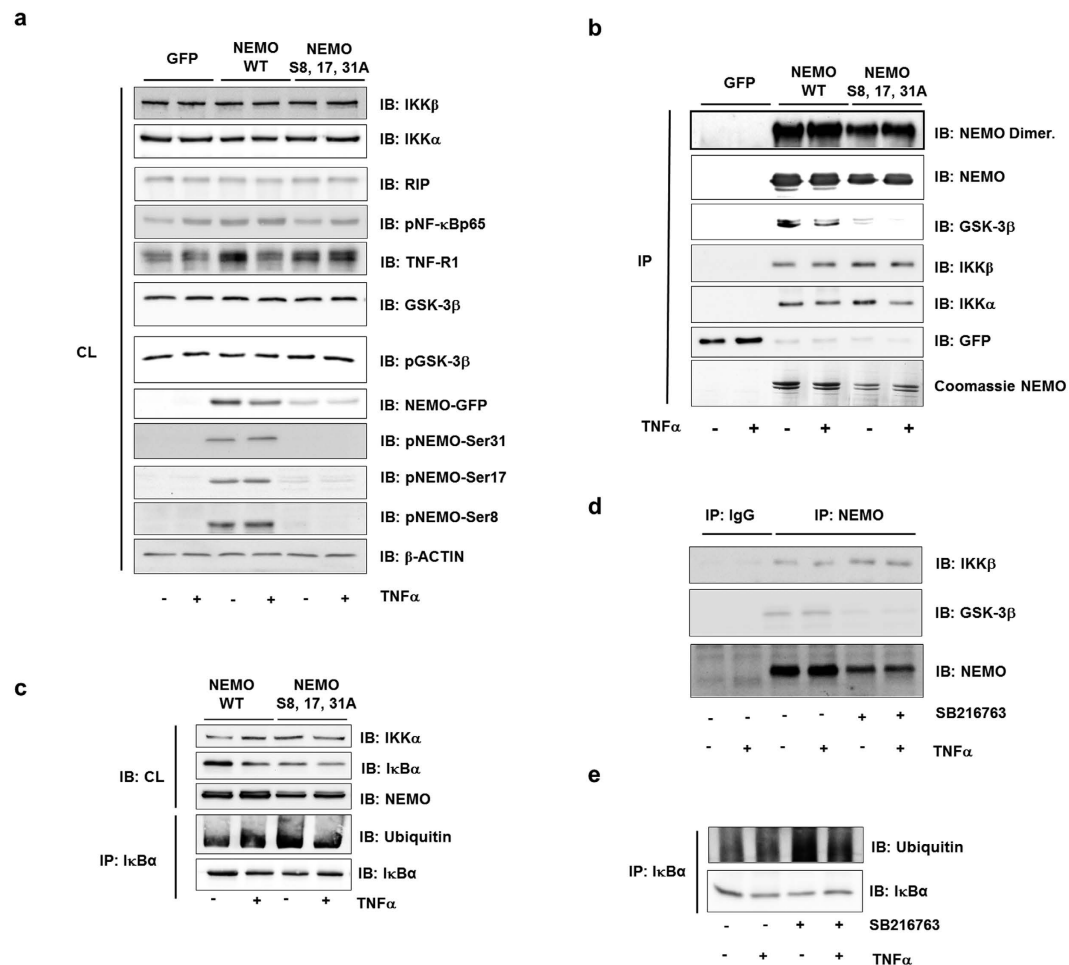 a
GFP
NEMO
WT
NEMO
S8, 17, 31A
IB: IKKβ
IB: IKKα
IB: RIP
IB: pNF-κBp65
IB: TNF-R1
IB: GSK-3β
CL
IB: pGSK-3β
IB: NEMO-GFP
IB: pNEMO-Ser31
IB: pNEMO-Ser17
IB: pNEMO-Ser8
IB: β-ACTIN
- + - + - + TNFα
b
GFP
NEMO
WT
NEMO
S8, 17, 31A
IB: NEMO Dimer.
IB: NEMO
IB: GSK-3β
IP
IB: IKKβ
IB: IKKα
IB: GFP
Coomassie NEMO
TNFα - + - + - +
c
NEMO
WT
NEMO
S8, 17, 31A
IB: CL
IB: IKKα
IB: IκBα
IB: NEMO
IP: IκBα
IB: Ubiquitin
IB: IκBα
- + - + TNFα
d
IP: IgG
IP: NEMO
IB: IKKβ
IB: GSK-3β
IB: NEMO
- - - - + + SB216763
- + - + - + TNFα
e
IP: IκBα
IB: Ubiquitin
IB: IκBα
- - + + SB216763
- + - + TNFα